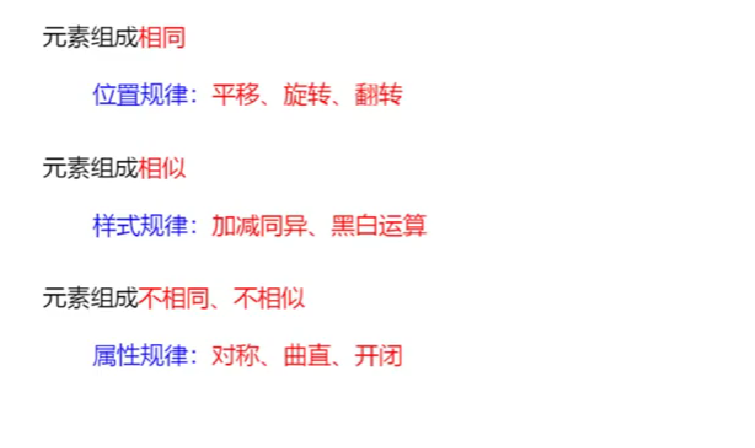 元素组成相同
位置规律：平移、旋转、翻转
元素组成相似
样式规律：加减同异、黑白运算
元素组成不相同、不相似
属性规律：对称、曲直、开闭